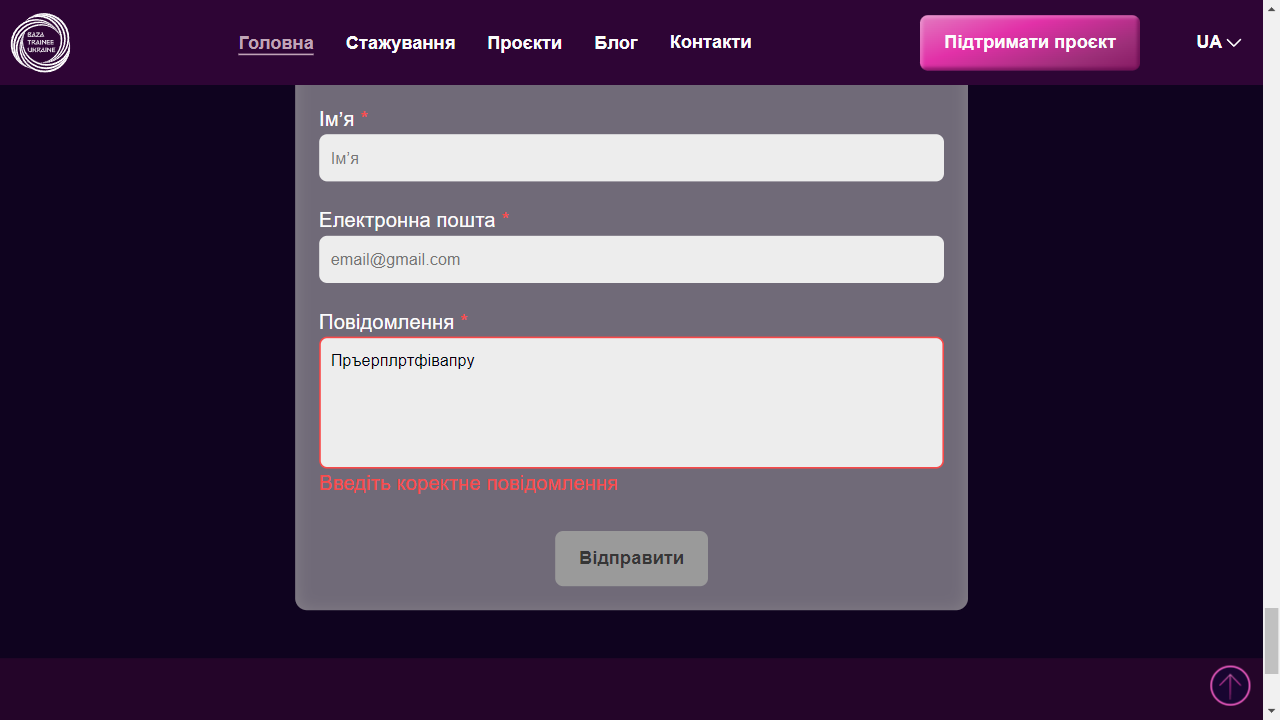 BAZA
TRAINEE
UKRAINE
Головна Стажування Проєкти Блог Контакти Підтримати проєкт UA
Ім'я *
Ім'я
Електронна пошта *
email@gmail.com
Повідомлення *
Пръерплртфівапру
Введіть коректне повідомлення
Відправити